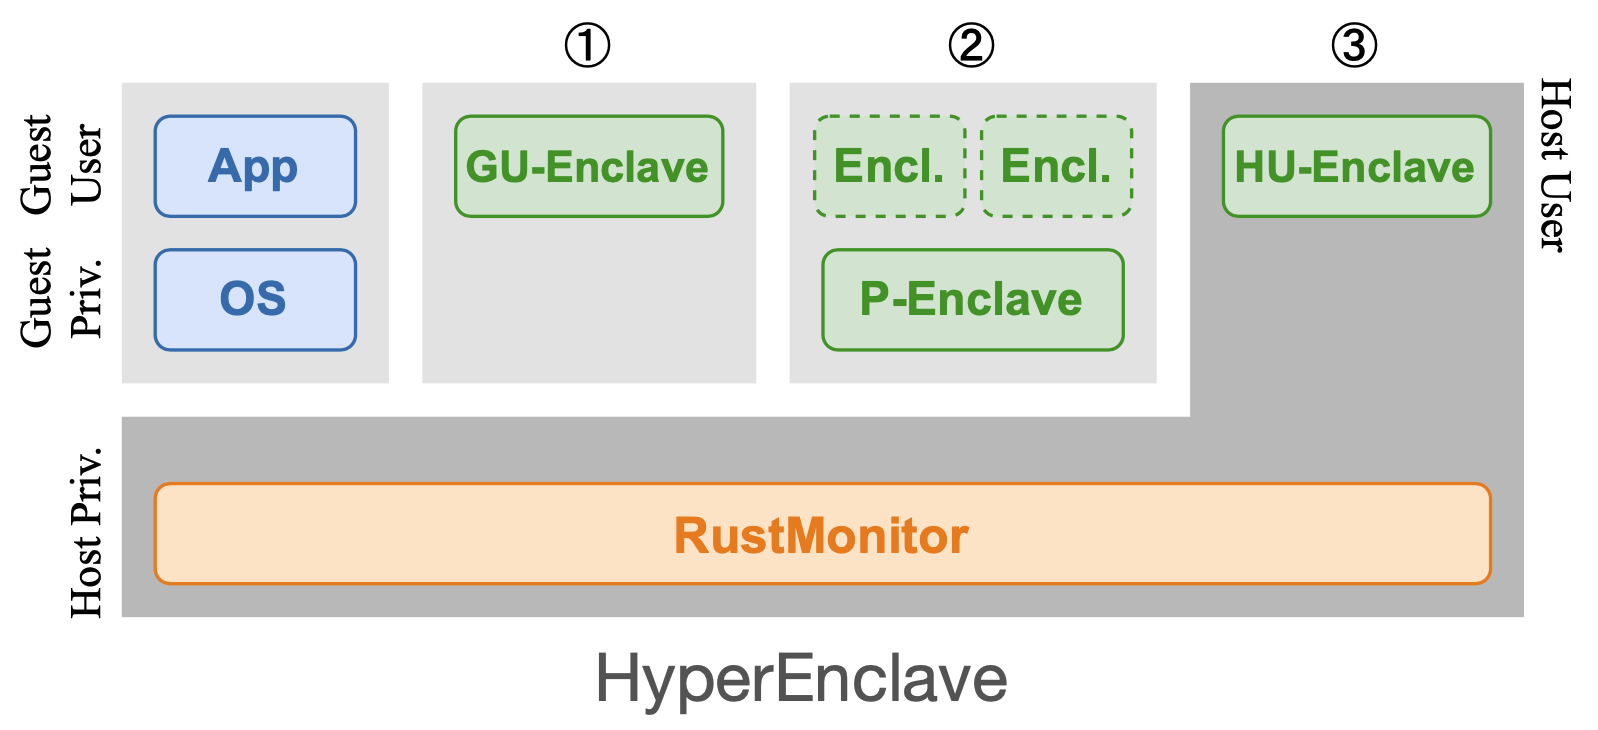 ① ② ③
Guest
User
App
GU-Enclave
Encl.
Encl.
HU-Enclave
Host User
Guest
Priv.
OS
P-Enclave
Host Priv.
RustMonitor
HyperEnclave